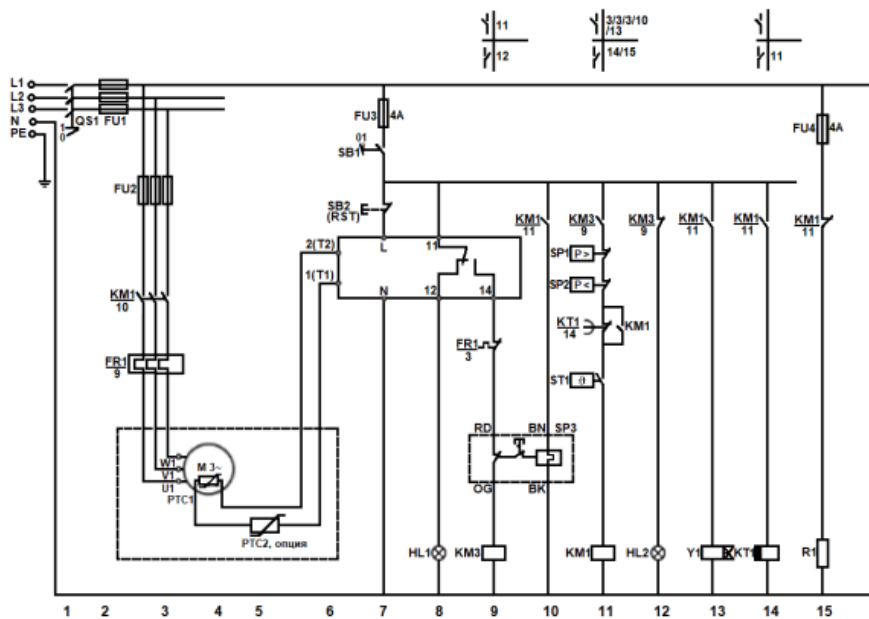 11
12
3/3/3/10
/13
14/15
11
L1
L2
L3
N
PE
1
0
QS1 FU1
FU3 4A
FU4 4A
01
SB1
FU2
SB2
(RST)
KM1
11
KM3
9
KM3
9
KM1
11
KM1
11
KM1
11
2(T2)
L
11
SP1 P >
1(T1)
SP2 P <
N
12
14
KM1
10
KT1
14
KM1
FR1
3
FR1
9
ST1
RD BN SP3
W1
M 3~
V1
U1
PTC1
OG BK
PTC2, опция
HL1
KM3
KM1
HL2
Y1
KT1
R1
1 2 3 4 5 6 7 8 9 10 11 12 13 14 15